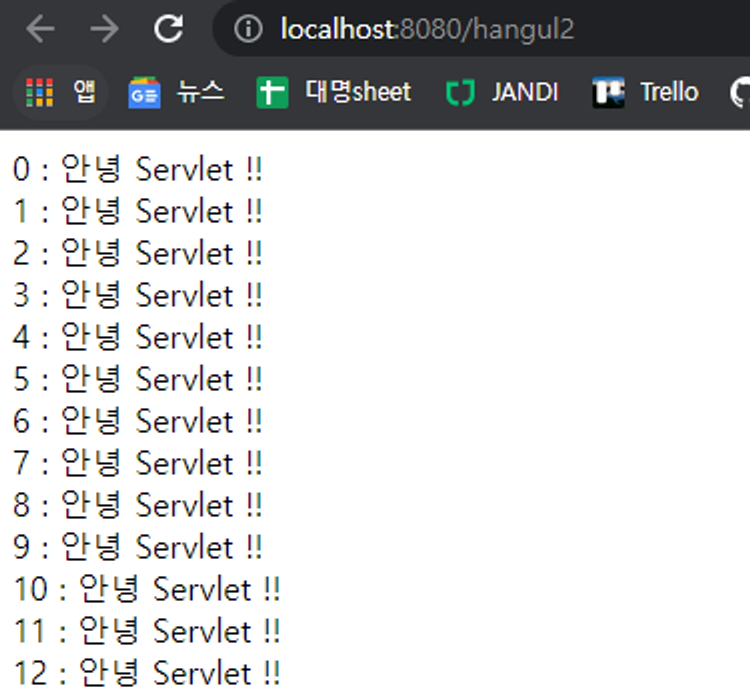 localhost:8080/hangul2
앱 뉴스 대명sheet JANDI Trello
0 : 안녕 Servlet !!
1 : 안녕 Servlet !!
2 : 안녕 Servlet !!
3 : 안녕 Servlet !!
4 : 안녕 Servlet !!
5 : 안녕 Servlet !!
6 : 안녕 Servlet !!
7 : 안녕 Servlet !!
8 : 안녕 Servlet !!
9 : 안녕 Servlet !!
10 : 안녕 Servlet !!
11 : 안녕 Servlet !!
12 : 안녕 Servlet !!